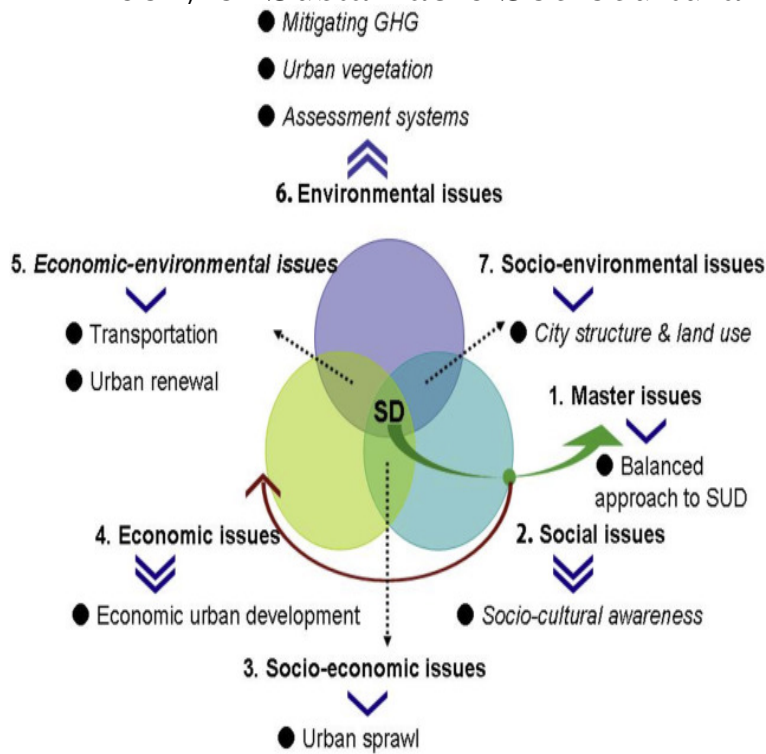 ● Mitigating GHG
● Urban vegetation
● Assessment systems
6. Environmental issues
5. Economic-environmental issues
● Transportation
● Urban renewal
7. Socio-environmental issues
● City structure & land use
SD
1. Master issues
● Balanced
approach to SUD
4. Economic issues
● Economic urban development
2. Social issues
● Socio-cultural awareness
3. Socio-economic issues
● Urban sprawl